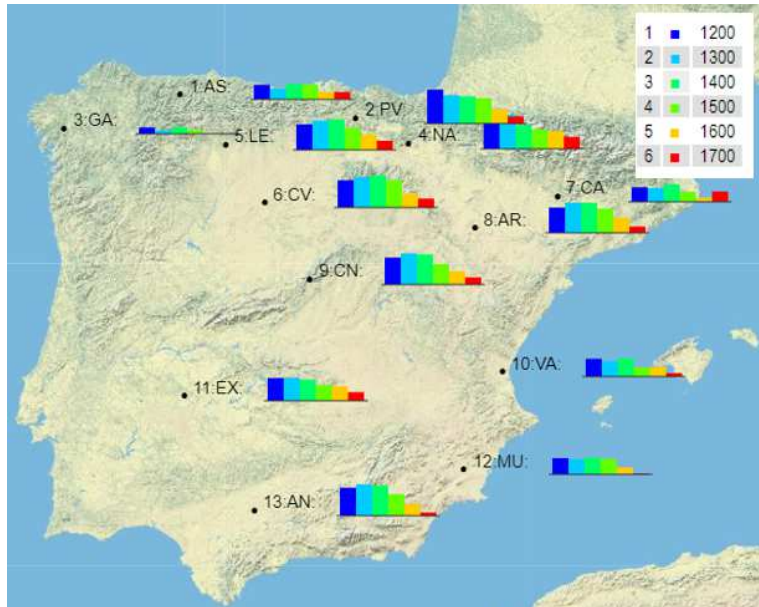 1 1200
2 1300
3 1400
4 1500
5 1600
6 1700
1:AS:
2:PV
3:GA:
4:NA:
5:LE:
6:CV:
7:CA
8:AR:
9:CN:
10:VA:
11:EX:
12:MU:
13:AN: